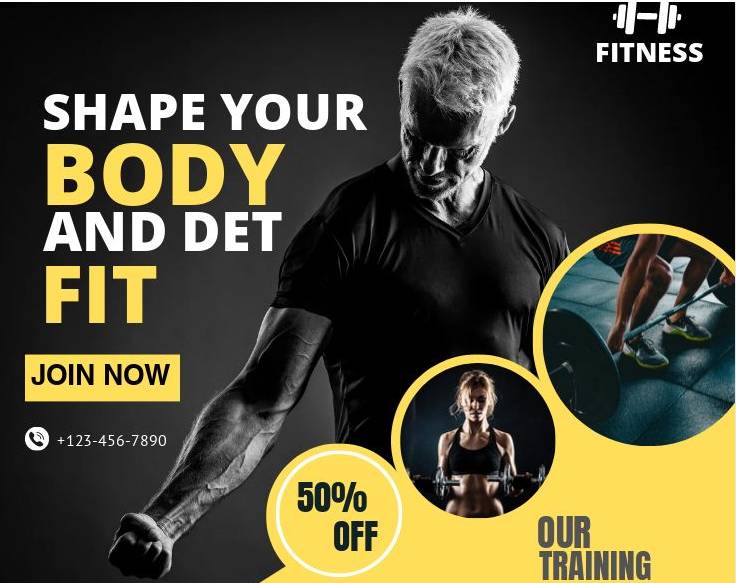 FITNESS
SHAPE YOUR
BODY
AND DET
FIT
JOIN NOW
+123-456-7890
50%
OFF
OUR
TRAINING